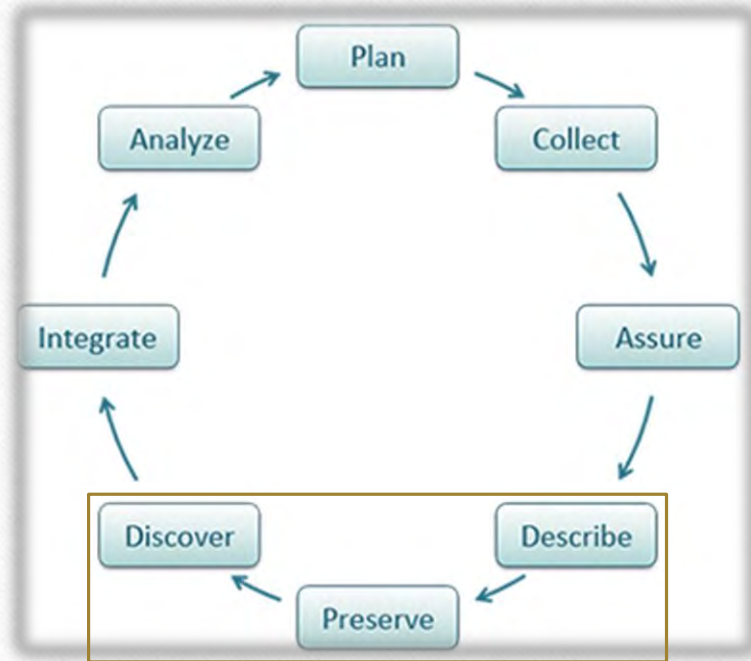 Plan
Collect
Assure
Describe
Preserve
Discover
Integrate
Analyze